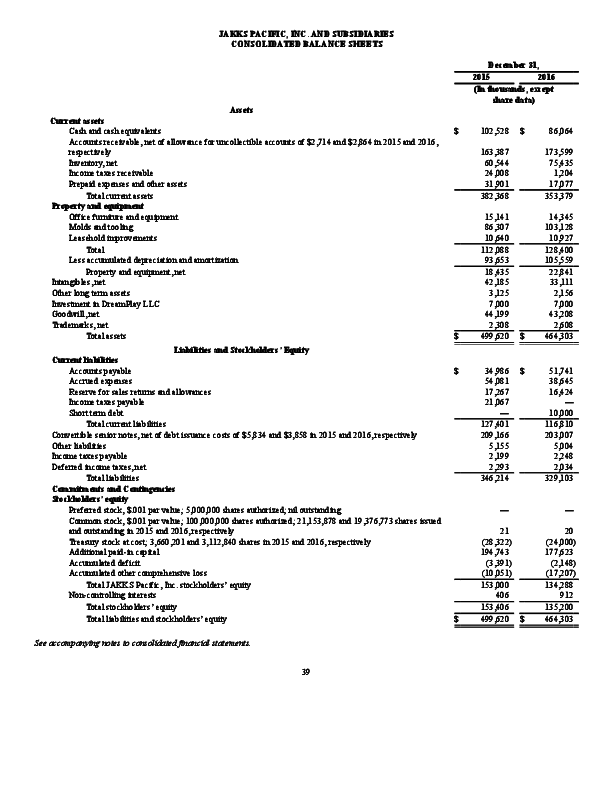 JAKKS PACIFIC, INC. AND SUBSIDIARIES
CONSOLIDATED BALANCE SHEETS
December 31,
2015 2016
(In thousands, except
share data)
Assets
Current assets
Cash and cash equivalents $ 102,528 $ 86,064
Accounts receivable, net of allowance for uncollectible accounts of $2,714 and $2,864 in 2015 and 2016,
respectively 163,387 173,599
Inventory, net 60,544 75,435
Income taxes receivable 24,008 1,204
Prepaid expenses and other assets 31,901 17,077
Total current assets 382,368 353,379
Property and equipment
Office furniture and equipment 15,141 14,345
Molds and tooling 86,307 103,128
Leasehold improvements 10,640 10,927
Total 112,088 128,400
Less accumulated depreciation and amortization 93,653 105,559
Property and equipment, net 18,435 22,841
Intangibles, net 42,185 33,111
Other long term assets 3,125 2,156
Investment in DreamPlay LLC 7,000 7,000
Goodwill, net 44,199 43,208
Trademarks, net 2,308 2,608
Total assets $ 499,620 $ 464,303
Liabilities and Stockholders' Equity
Current liabilities
Accounts payable $ 34,986 $ 51,741
Accrued expenses 54,081 38,645
Reserve for sales returns and allowances 17,267 16,424
Income taxes payable 21,067 —
Short term debt — 10,000
Total current liabilities 127,401 116,810
Convertible senior notes, net of debt issuance costs of $5,834 and $3,858 in 2015 and 2016, respectively 209,166 203,007
Other liabilities 5,155 5,004
Income taxes payable 2,199 2,248
Deferred income taxes, net 2,293 2,034
Total liabilities 346,214 329,103
Commitments and Contingencies
Stockholders' equity
Preferred stock, $.001 par value; 5,000,000 shares authorized; nil outstanding — —
Common stock, $.001 par value; 100,000,000 shares authorized; 21,153,878 and 19,376,773 shares issued
and outstanding in 2015 and 2016, respectively 21 20
Treasury stock at cost; 3,660,201 and 3,112,840 shares in 2015 and 2016, respectively (28,322) (24,000)
Additional paid-in capital 194,743 177,623
Accumulated deficit (3,391) (2,148)
Accumulated other comprehensive loss (10,051) (17,207)
Total JAKKS Pacific, Inc. stockholders' equity 153,000 134,288
Non-controlling interests 406 912
Total stockholders' equity 153,406 135,200
Total liabilities and stockholders' equity $ 499,620 $ 464,303
See accompanying notes to consolidated financial statements.
39